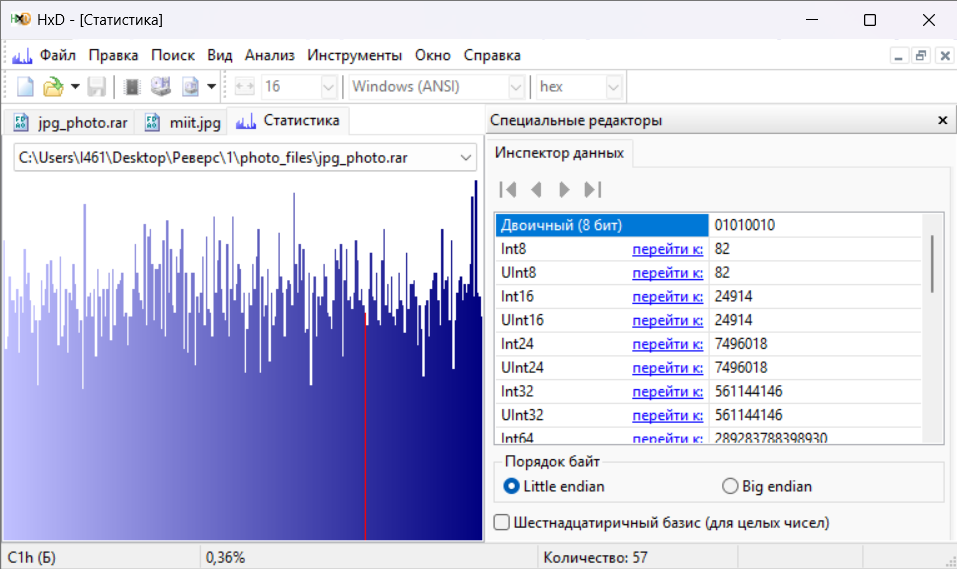 HxD - [Статистика]
Файл Правка Поиск Вид Анализ Инструменты Окно Справка
16 Windows (ANSI) hex
jpg_photo.rar miit.jpg Статистика
Специальные редакторы
C:\Users\I461\Desktop\Реверс\1\photo_files\jpg_photo.rar
Инспектор данных
Двоичный (8 бит) 01010010
Int8 перейти к: 82
UInt8 перейти к: 82
Int16 перейти к: 24914
UInt16 перейти к: 24914
Int24 перейти к: 7496018
UInt24 перейти к: 7496018
Int32 перейти к: 561144146
UInt32 перейти к: 561144146
Int64 перейти к: 289283788398930
Порядок байт
Little endian Big endian
Шестнадцатиричный базис (для целых чисел)
C1h (Б) 0,36% Количество: 57